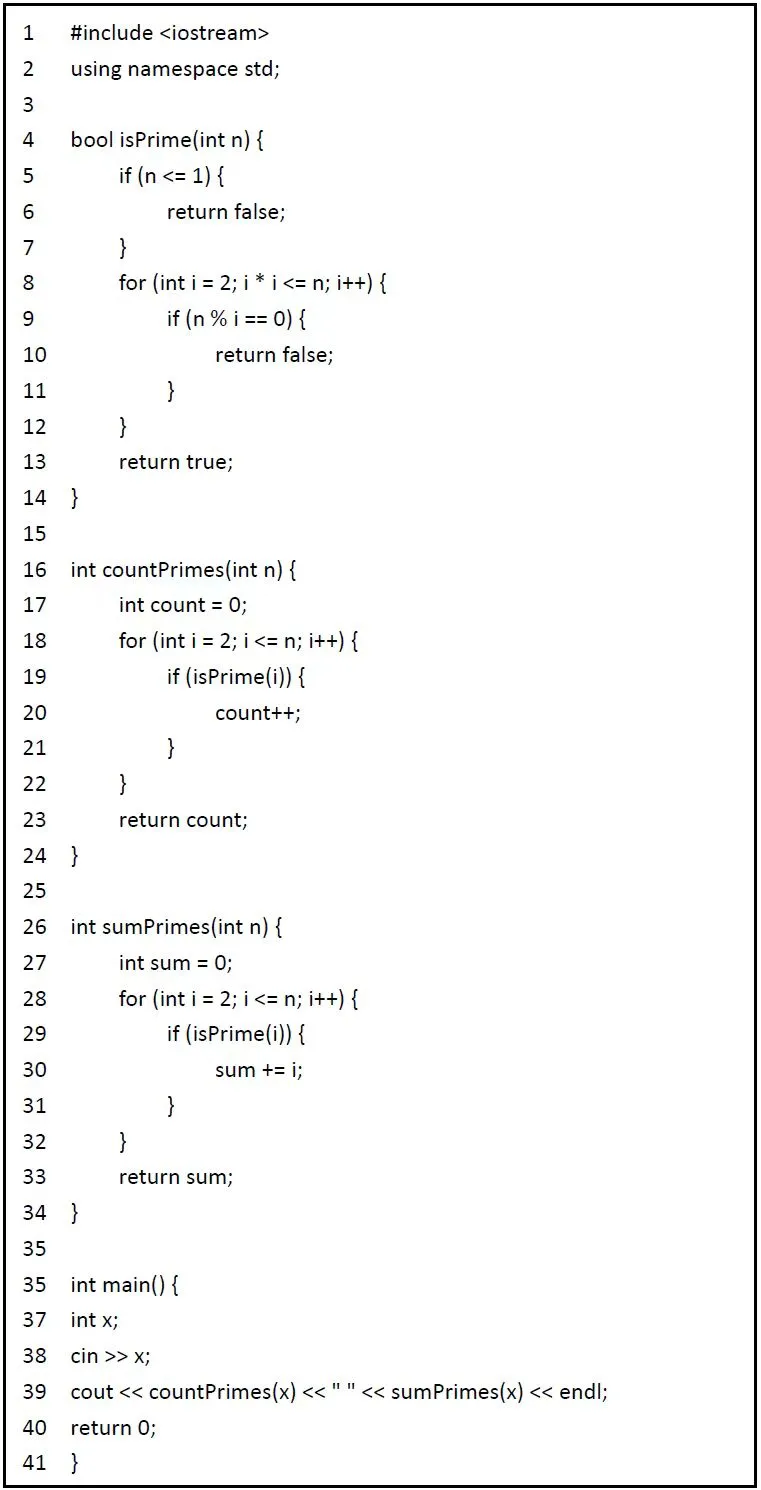 1 #include <iostream>
2 using namespace std;
3
4 bool isPrime(int n) {
5 if (n <= 1) {
6 return false;
7 }
8 for (int i = 2; i * i <= n; i++) {
9 if (n % i == 0) {
10 return false;
11 }
12 }
13 return true;
14 }
15
16 int countPrimes(int n) {
17 int count = 0;
18 for (int i = 2; i <= n; i++) {
19 if (isPrime(i)) {
20 count++;
21 }
22 }
23 return count;
24 }
25
26 int sumPrimes(int n) {
27 int sum = 0;
28 for (int i = 2; i <= n; i++) {
29 if (isPrime(i)) {
30 sum += i;
31 }
32 }
33 return sum;
34 }
35
35 int main() {
37 int x;
38 cin >> x;
39 cout << countPrimes(x) << " " << sumPrimes(x) << endl;
40 return 0;
41 }